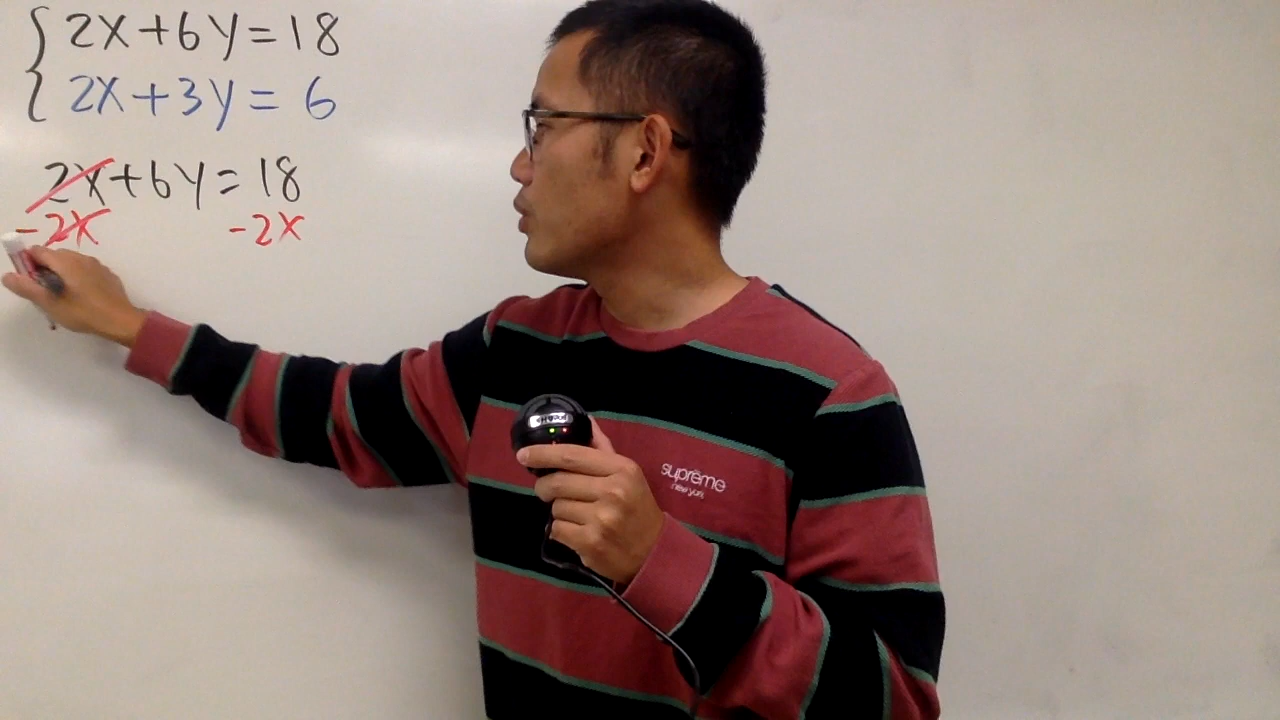 2x+6y=18
2x+3y=6
2x+6y=18
-2x -2x
supreme
new york